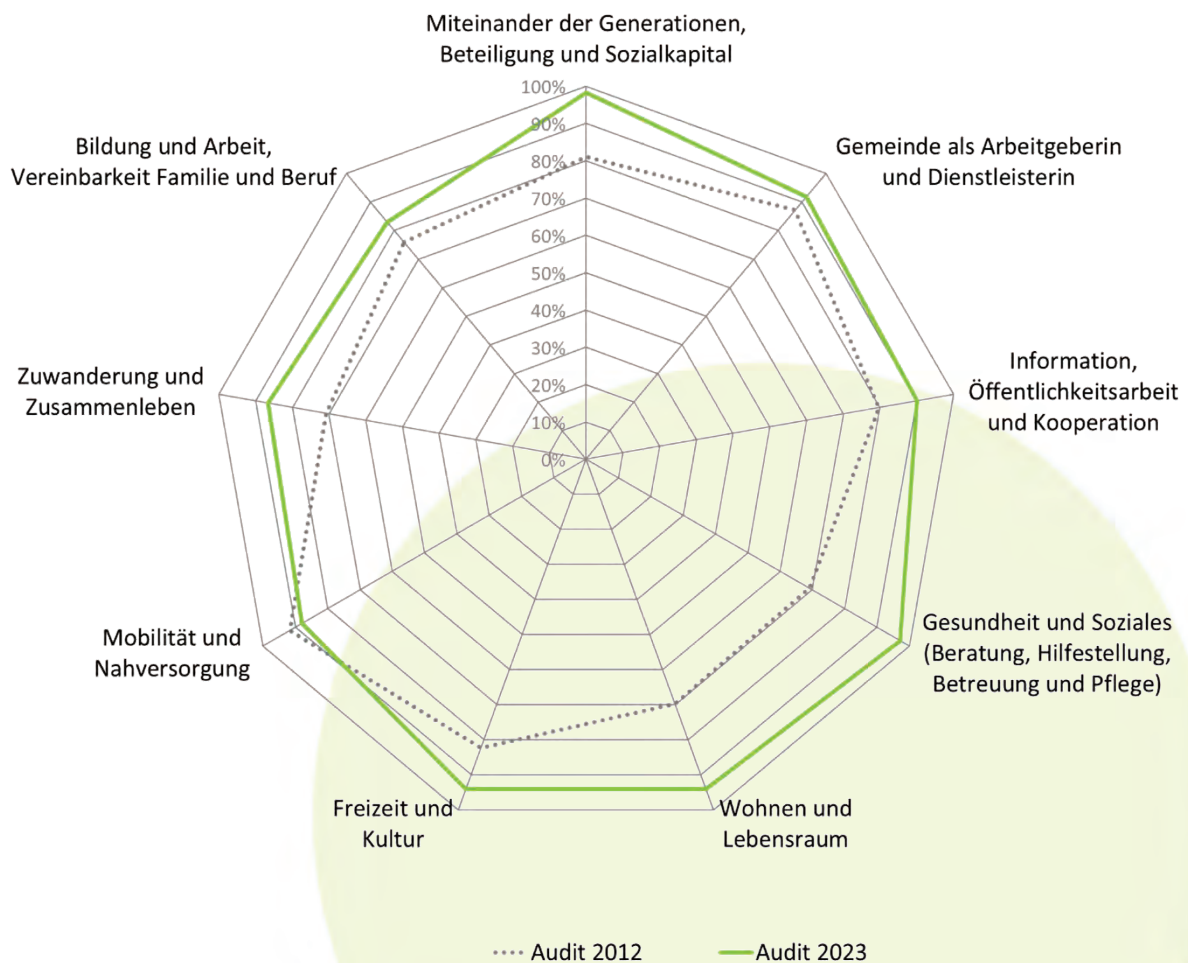 Miteinander der Generationen,
Beteiligung und Sozialkapital
100%
90%
80%
70%
60%
50%
40%
30%
20%
10%
0%
Gemeinde als Arbeitgeberin
und Dienstleisterin
Information,
Öffentlichkeitsarbeit
und Kooperation
Gesundheit und Soziales
(Beratung, Hilfestellung,
Betreuung und Pflege)
Wohnen und
Lebensraum
Freizeit und
Kultur
Mobilität und
Nahversorgung
Zuwanderung und
Zusammenleben
Bildung und Arbeit,
Vereinbarkeit Familie und Beruf
Audit 2012
Audit 2023